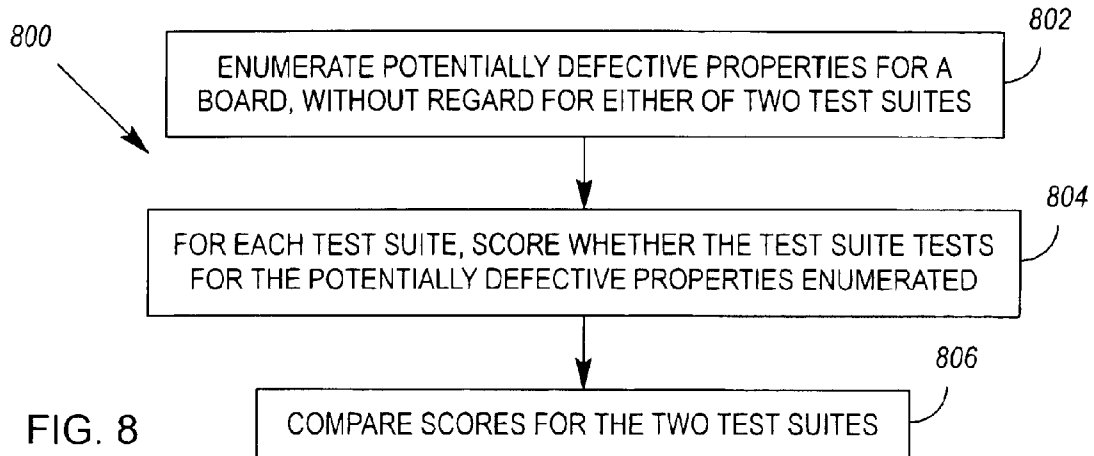 800
802
ENUMERATE POTENTIALLY DEFECTIVE PROPERTIES FOR A
BOARD, WITHOUT REGARD FOR EITHER OF TWO TEST SUITES
804
FOR EACH TEST SUITE, SCORE WHETHER THE TEST SUITE TESTS
FOR THE POTENTIALLY DEFECTIVE PROPERTIES ENUMERATED
806
COMPARE SCORES FOR THE TWO TEST SUITES
FIG. 8